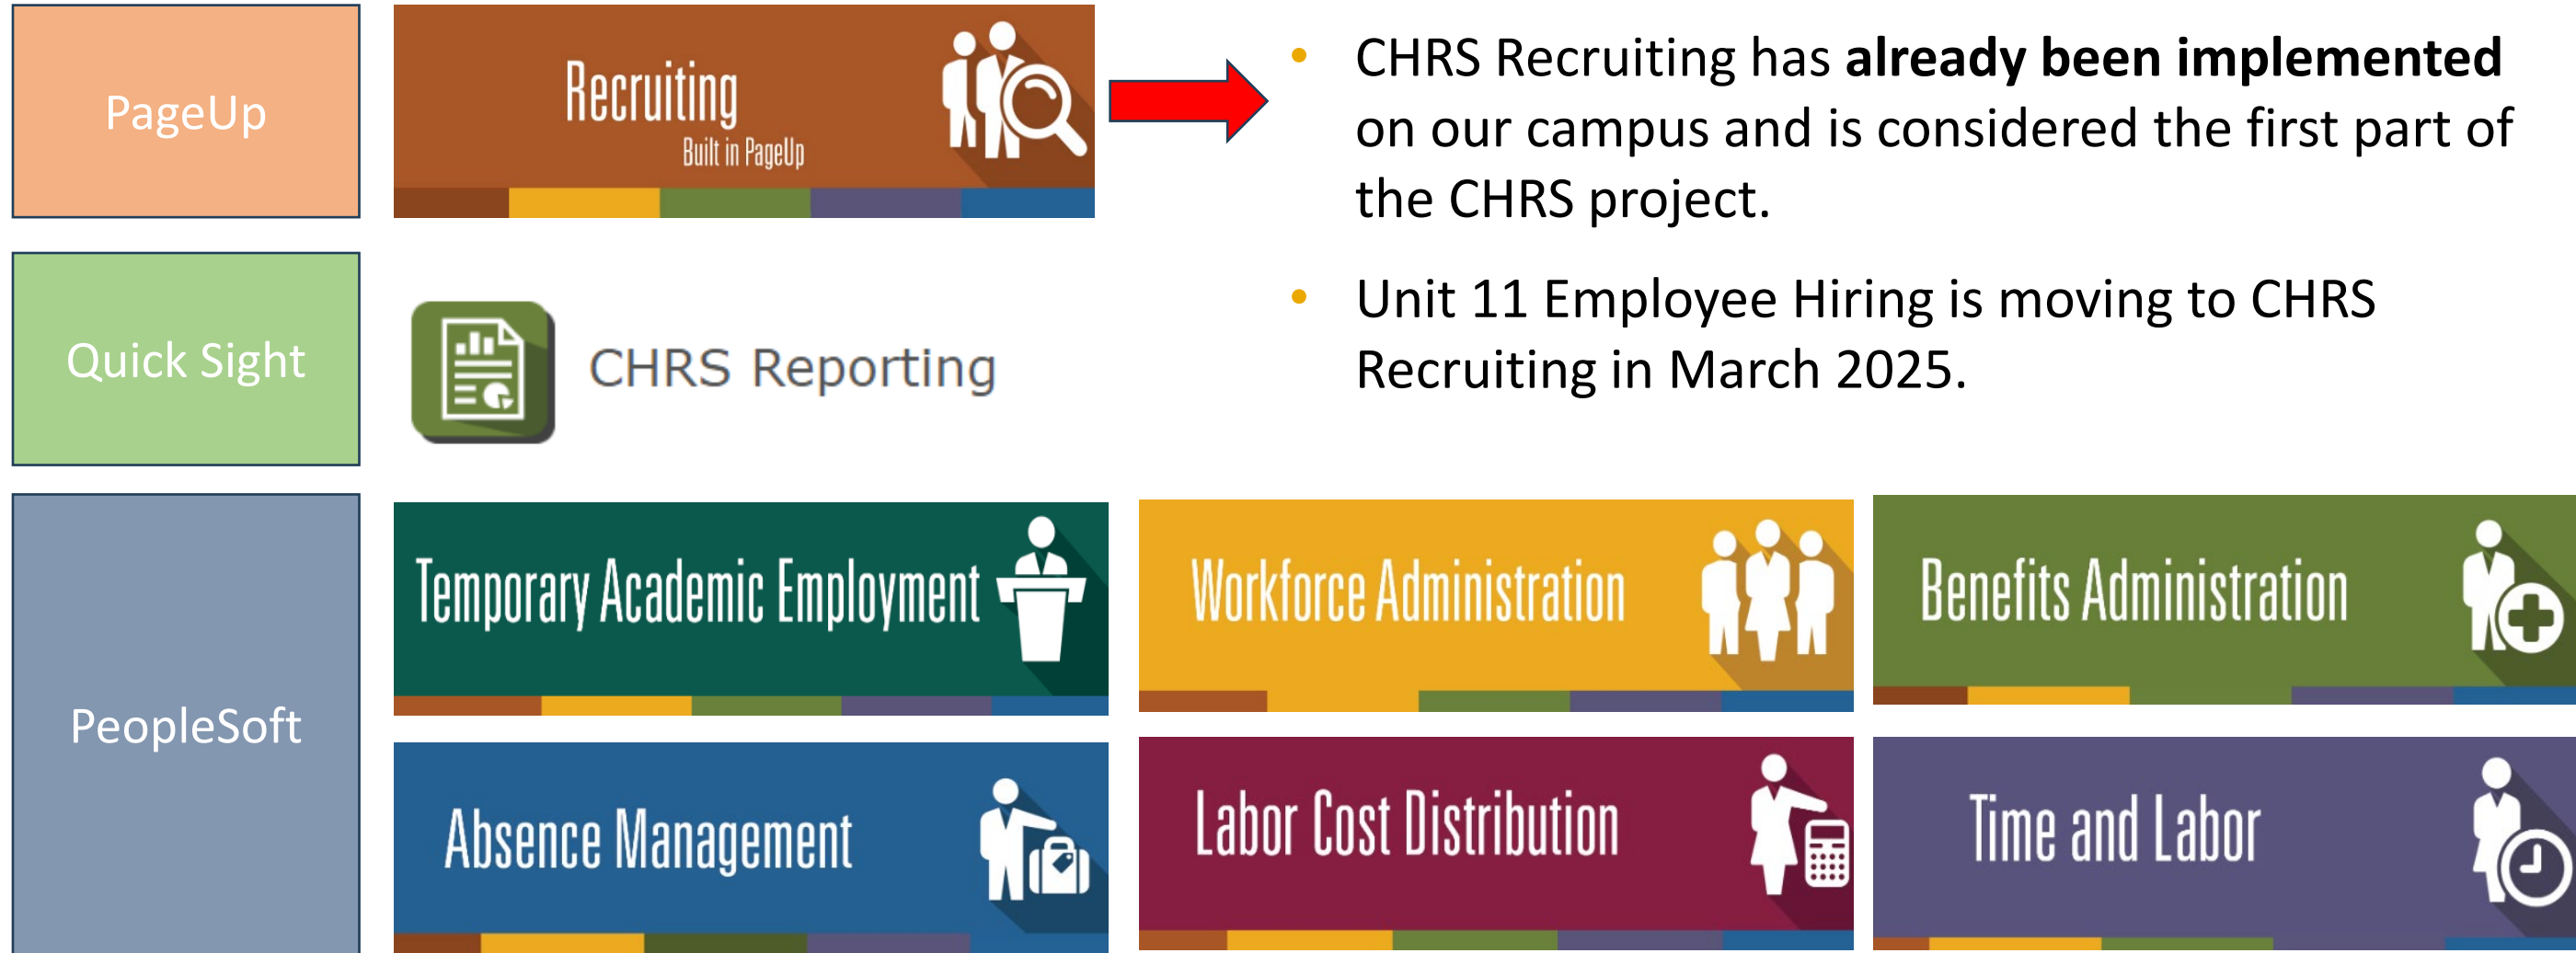 PageUp
Recruiting
Built in PageUp
• CHRS Recruiting has already been implemented
on our campus and is considered the first part of
the CHRS project.
• Unit 11 Employee Hiring is moving to CHRS
Recruiting in March 2025.
Quick Sight
CHRS Reporting
PeopleSoft
Temporary Academic Employment
Workforce Administration
Benefits Administration
Absence Management
Labor Cost Distribution
Time and Labor